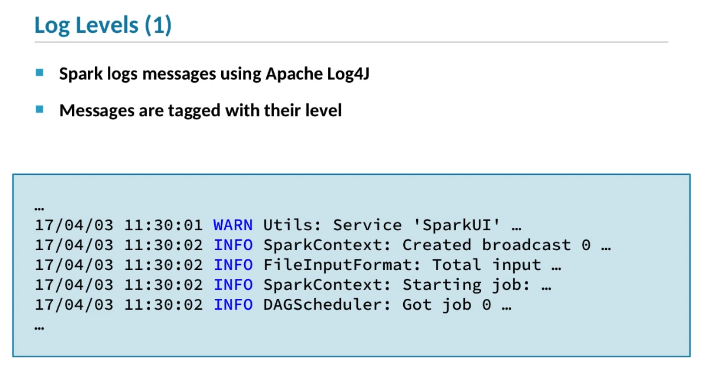 Log Levels (1)
Spark logs messages using Apache Log4J
Messages are tagged with their level
…
17/04/03 11:30:01 WARN Utils: Service 'SparkUI' …
17/04/03 11:30:02 INFO SparkContext: Created broadcast 0 …
17/04/03 11:30:02 INFO FileInputFormat: Total input …
17/04/03 11:30:02 INFO SparkContext: Starting job: …
17/04/03 11:30:02 INFO DAGScheduler: Got job 0 …
…